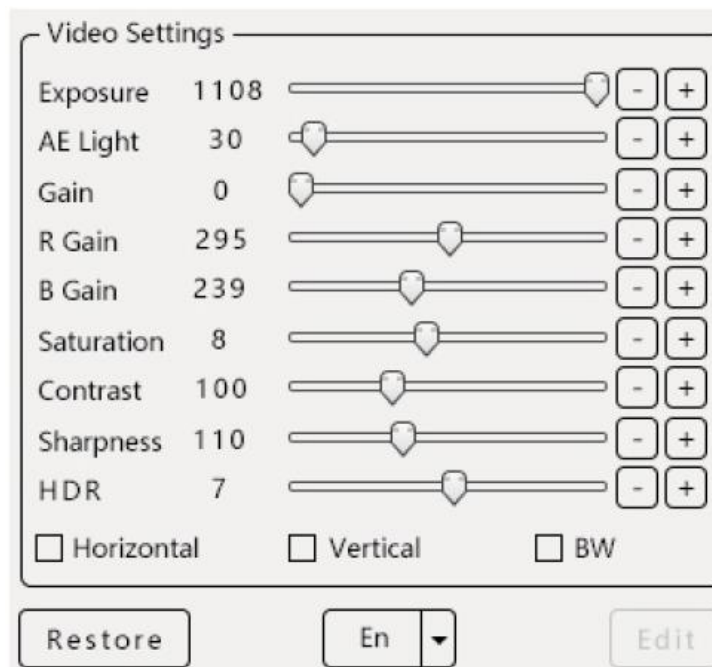 Video Settings
Exposure 1108 - +
AE Light 30 - +
Gain 0 - +
R Gain 295 - +
B Gain 239 - +
Saturation 8 - +
Contrast 100 - +
Sharpness 110 - +
HDR 7 - +
Horizontal Vertical BW
Restore En Edit